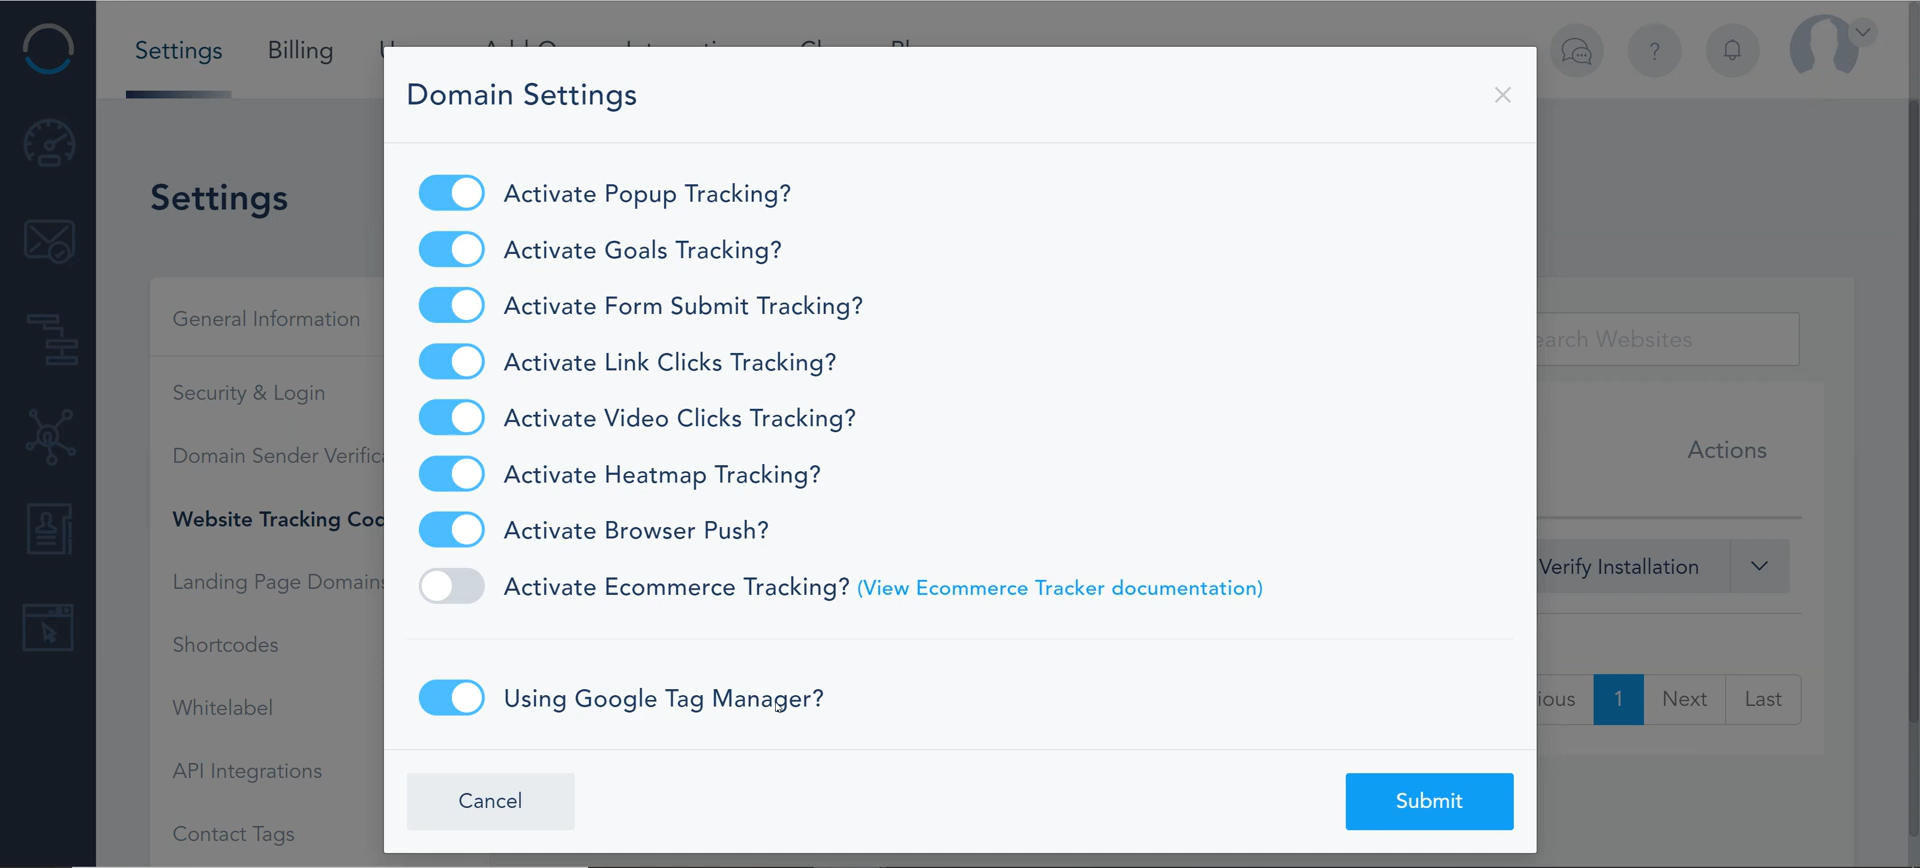 Settings
Billing
Domain Settings
Settings
Activate Popup Tracking?
Activate Goals Tracking?
Activate Form Submit Tracking?
Activate Link Clicks Tracking?
Activate Video Clicks Tracking?
Activate Heatmap Tracking?
Activate Browser Push?
Activate Ecommerce Tracking? (View Ecommerce Tracker documentation)
Using Google Tag Manager?
Cancel
Submit
General Information
Security & Login
Domain Sender Verifica
Website Tracking Cod
Landing Page Domains
Shortcodes
Whitelabel
API Integrations
Contact Tags
earch Websites
Actions
Verify Installation
ious 1 Next Last